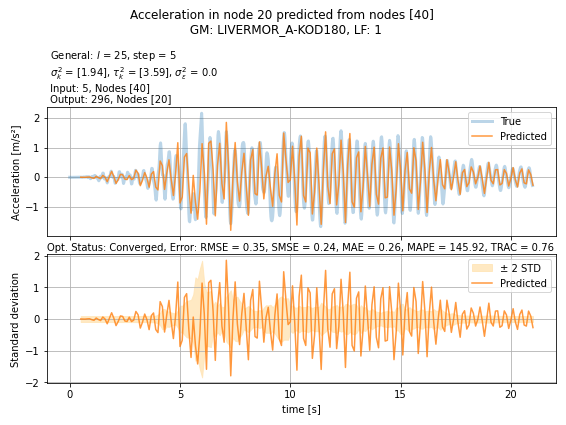 Acceleration in node 20 predicted from nodes [40]
GM: LIVERMOR_A-KOD180, LF: 1
General: l = 25, step = 5
σ²ₖ = [1.94], τ²ₖ = [3.59], σ²ε = 0.0
Input: 5, Nodes [40]
Output: 296, Nodes [20]
Acceleration [m/s²]
2
1
0
−1
True
Predicted
Opt. Status: Converged, Error: RMSE = 0.35, SMSE = 0.24, MAE = 0.26, MAPE = 145.92, TRAC = 0.76
Standard deviation
2
1
0
−1
−2
± 2 STD
Predicted
0
5
10
15
20
time [s]